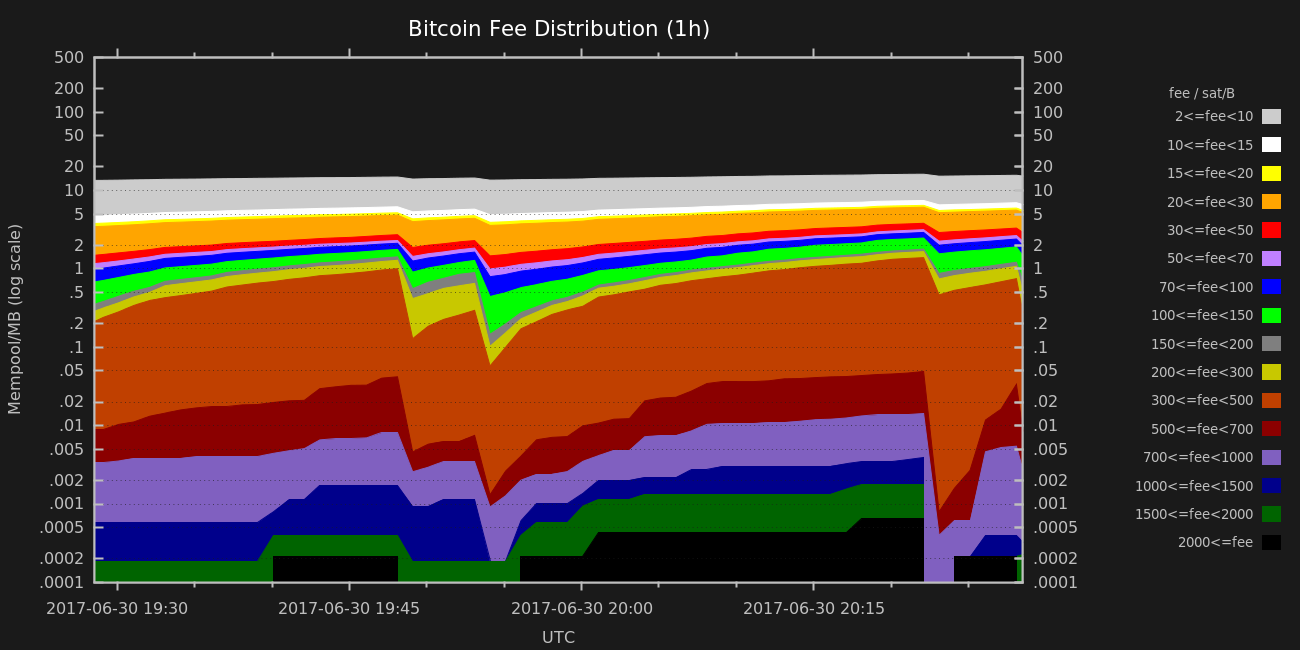 Bitcoin Fee Distribution (1h)
500
200
100
50
20
10
5
2
1
.5
.2
.1
.05
.02
.01
.005
.002
.001
.0005
.0002
.0001
Mempool/MB (log scale)
500
200
100
50
20
10
5
2
1
.5
.2
.1
.05
.02
.01
.005
.002
.001
.0005
.0002
.0001
2017-06-30 19:30
2017-06-30 19:45
2017-06-30 20:00
2017-06-30 20:15
UTC
fee / sat/B
2<=fee<10
10<=fee<15
15<=fee<20
20<=fee<30
30<=fee<50
50<=fee<70
70<=fee<100
100<=fee<150
150<=fee<200
200<=fee<300
300<=fee<500
500<=fee<700
700<=fee<1000
1000<=fee<1500
1500<=fee<2000
2000<=fee